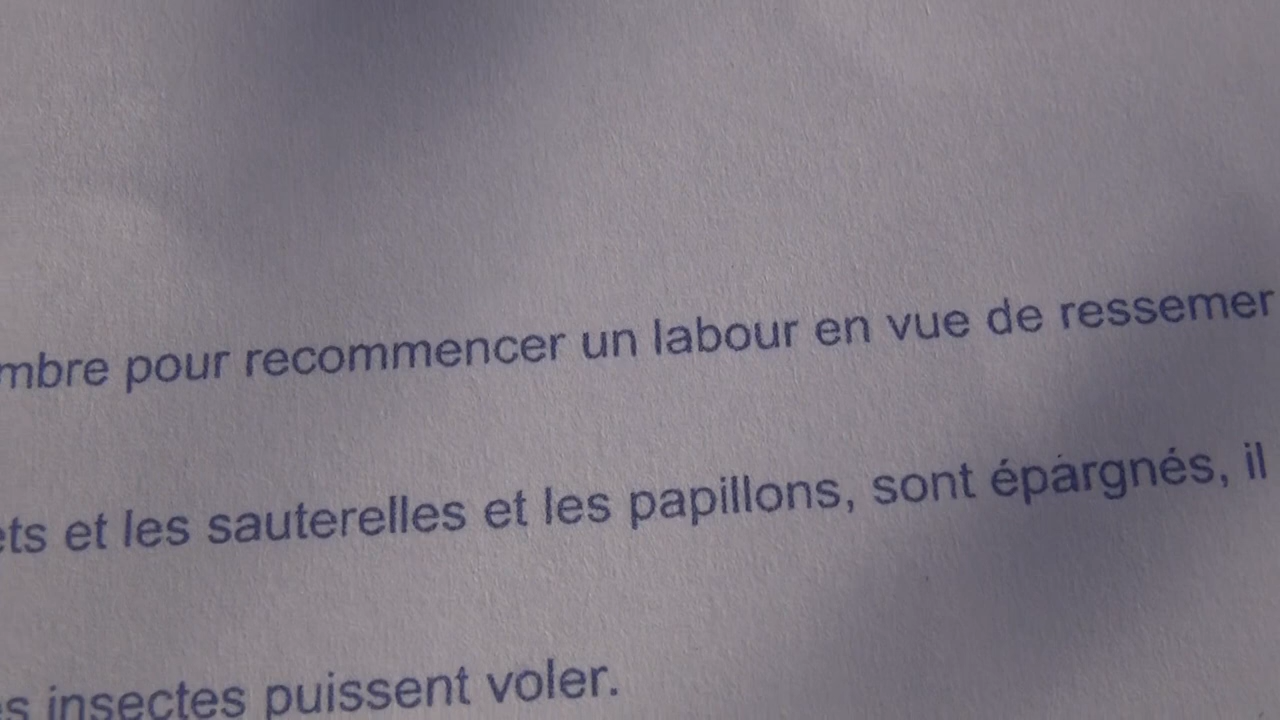 mbre pour recommencer un labour en vue de ressemer
ts et les sauterelles et les papillons, sont épargnés, il
s insectes puissent voler.